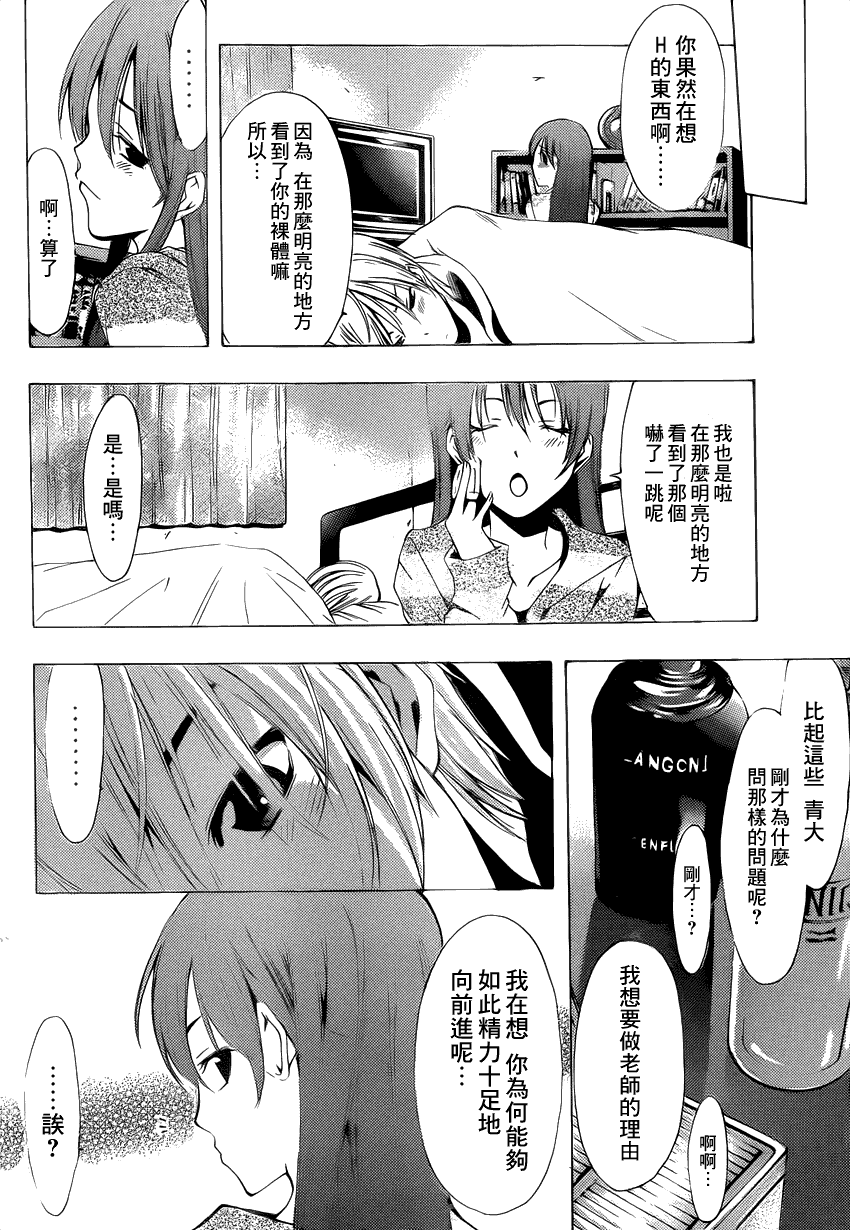 你果然在想
H的東西啊……
因為 在那麼明亮的地方
看到了你的裸體嘛
所以…
……
啊…算了
我也是啦
在那麼明亮的地方
看到了那個
嚇了一跳呢
是…是嗎…
比起這些 青大
剛才為什麼
問那樣的問題呢?
剛才…?
ANGCNJ
ENFL
NIIS
我想要做老師的理由
啊啊…
………
我在想 你為何能夠
如此精力十足地
向前進呢…
……誒?